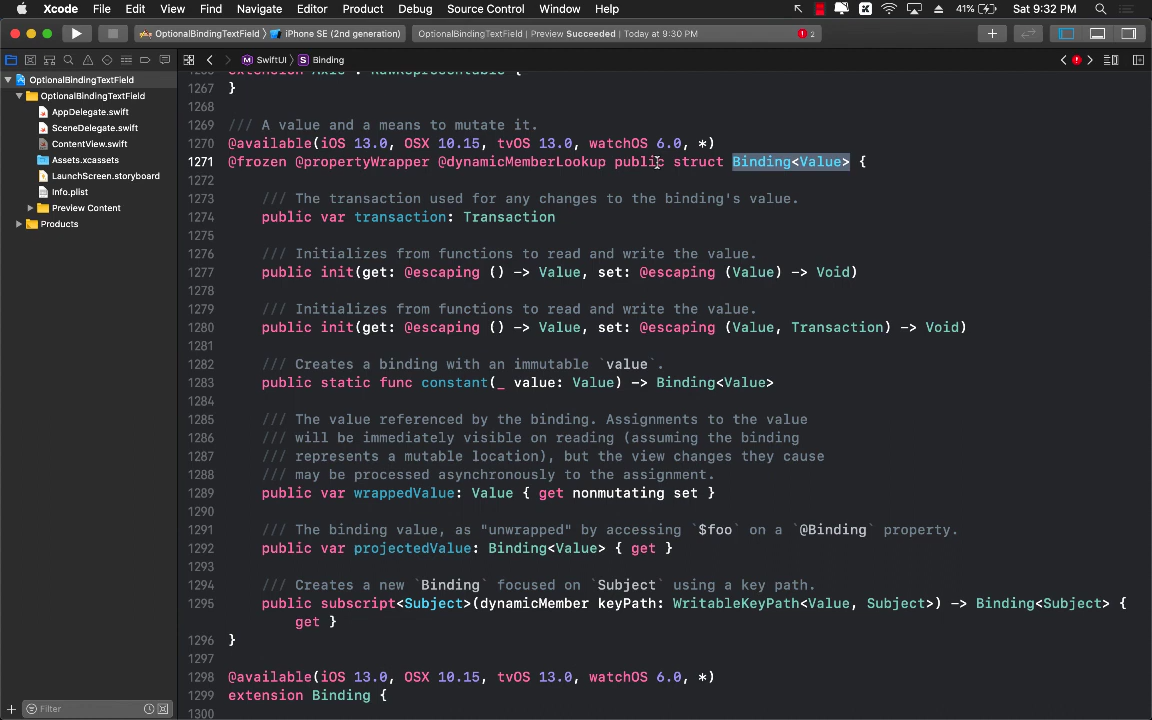 Xcode File Edit View Find Navigate Editor Product Debug Source Control Window Help 41% Sat 9:32 PM
OptionalBindingTextField iPhone SE (2nd generation) OptionalBindingTextField | Preview Succeeded | Today at 9:30 PM 2
SwiftUI Binding
OptionalBindingTextField
OptionalBindingTextField
AppDelegate.swift
SceneDelegate.swift
ContentView.swift
Assets.xcassets
LaunchScreen.storyboard
Info.plist
Preview Content
Products
Filter
1266 extension Axis : RawRepresentable {
1267 }
1268
1269 /// A value and a means to mutate it.
1270 @available(iOS 13.0, OSX 10.15, tvOS 13.0, watchOS 6.0, *)
1271 @frozen @propertyWrapper @dynamicMemberLookup public struct Binding<Value> {
1272
1273 /// The transaction used for any changes to the binding's value.
1274 public var transaction: Transaction
1275
1276 /// Initializes from functions to read and write the value.
1277 public init(get: @escaping () -> Value, set: @escaping (Value) -> Void)
1278
1279 /// Initializes from functions to read and write the value.
1280 public init(get: @escaping () -> Value, set: @escaping (Value, Transaction) -> Void)
1281
1282 /// Creates a binding with an immutable `value`.
1283 public static func constant(_ value: Value) -> Binding<Value>
1284
1285 /// The value referenced by the binding. Assignments to the value
1286 /// will be immediately visible on reading (assuming the binding
1287 /// represents a mutable location), but the view changes they cause
1288 /// may be processed asynchronously to the assignment.
1289 public var wrappedValue: Value { get nonmutating set }
1290
1291 /// The binding value, as "unwrapped" by accessing `$foo` on a `@Binding` property.
1292 public var projectedValue: Binding<Value> { get }
1293
1294 /// Creates a new `Binding` focused on `Subject` using a key path.
1295 public subscript<Subject>(dynamicMember keyPath: WritableKeyPath<Value, Subject>) -> Binding<Subject> {
get }
1296 }
1297
1298 @available(iOS 13.0, OSX 10.15, tvOS 13.0, watchOS 6.0, *)
1299 extension Binding {
1300